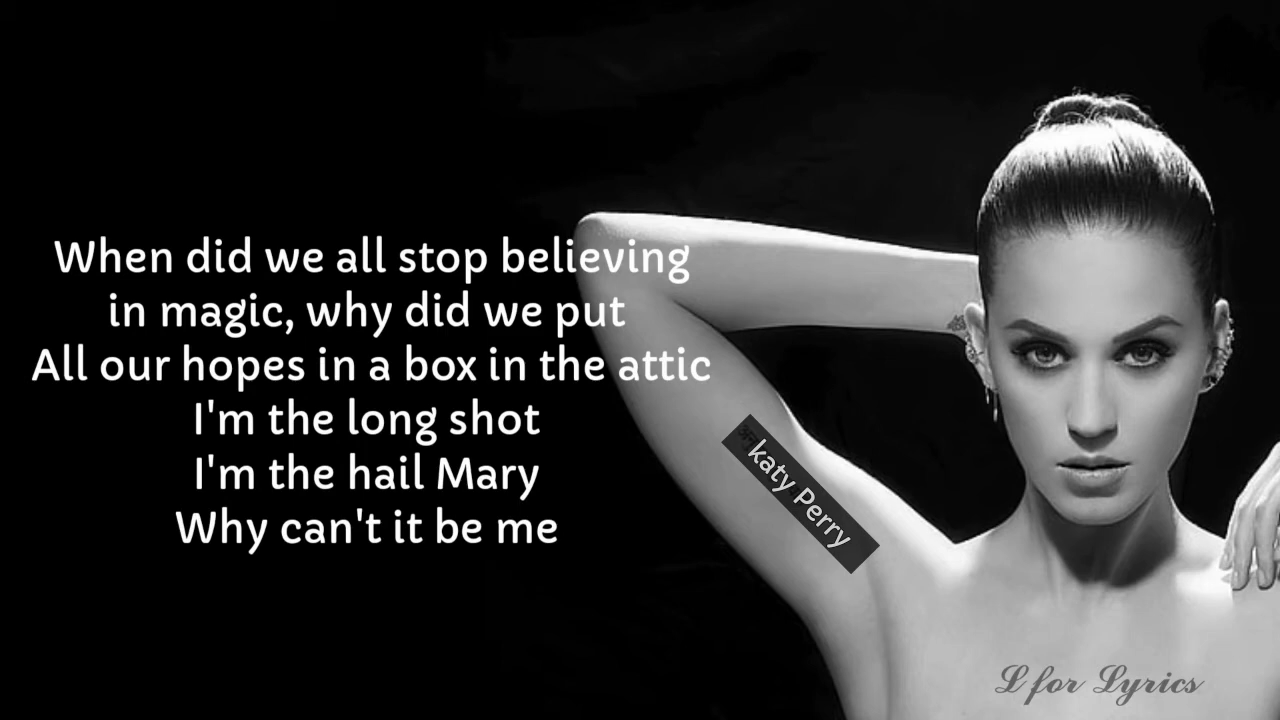 When did we all stop believing
in magic, why did we put
All our hopes in a box in the attic
I'm the long shot
I'm the hail Mary
Why can't it be me
katy Perry
L for Lyrics